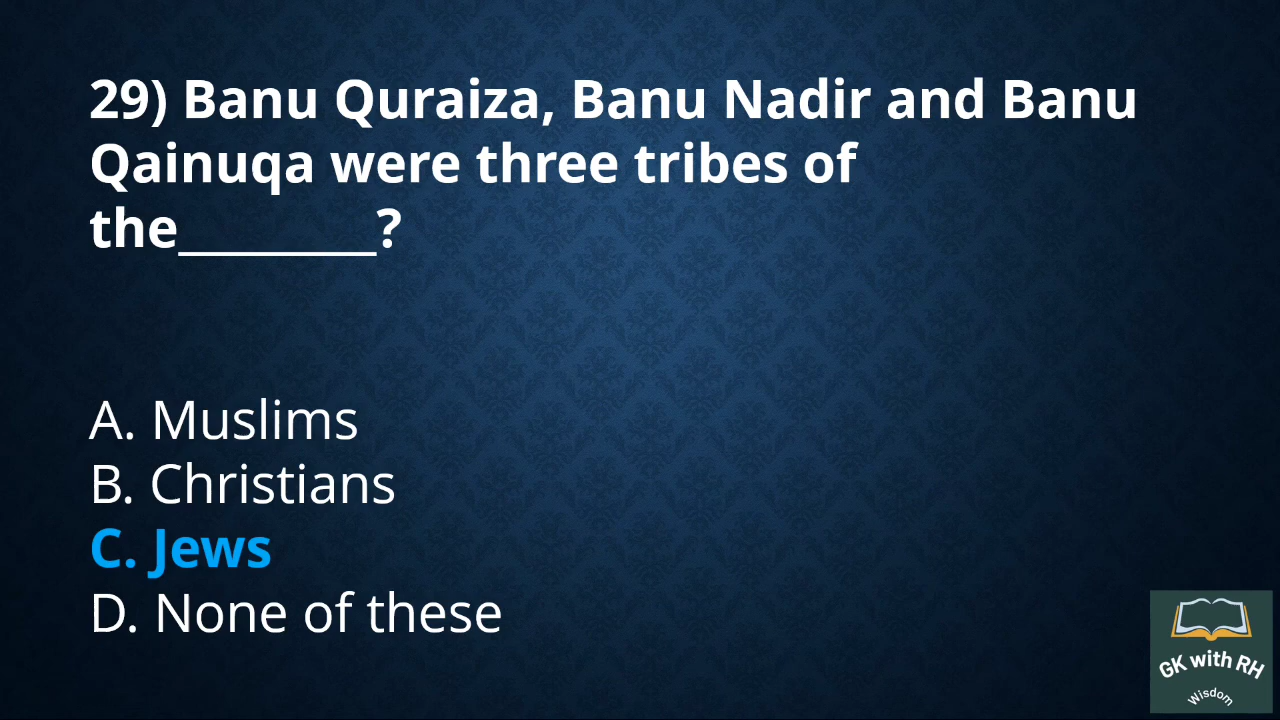 29) Banu Quraiza, Banu Nadir and Banu
Qainuqa were three tribes of
the_________?
A. Muslims
B. Christians
C. Jews
D. None of these
GK with RH
Wisdom